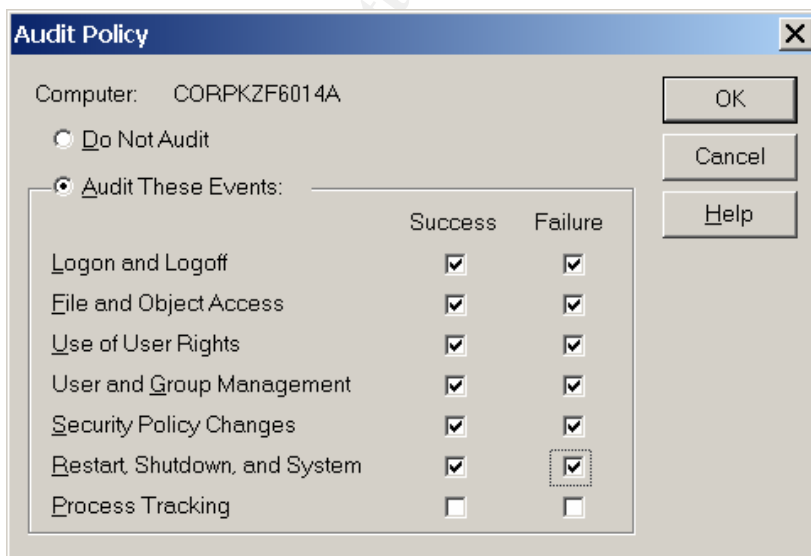 Audit Policy
Computer: CORPKZF6014A
OK
Do Not Audit
Cancel
Audit These Events:
Help
Success Failure
Logon and Logoff
File and Object Access
Use of User Rights
User and Group Management
Security Policy Changes
Restart, Shutdown, and System
Process Tracking